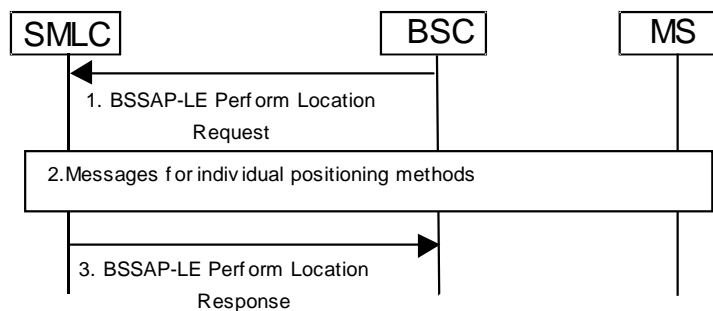 SMLC
BSC
MS
1. BSSAP-LE Perform Location
Request
2.Messages for individual positioning methods
3. BSSAP-LE Perform Location
Response